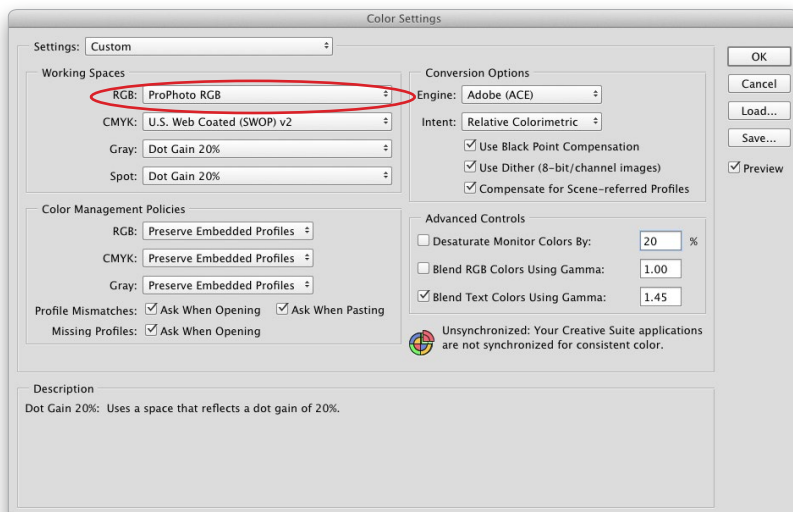 Color Settings
Settings: Custom
OK
Cancel
Load...
Save...
Preview
Working Spaces
RGB: ProPhoto RGB
CMYK: U.S. Web Coated (SWOP) v2
Gray: Dot Gain 20%
Spot: Dot Gain 20%
Conversion Options
Engine: Adobe (ACE)
Intent: Relative Colorimetric
Use Black Point Compensation
Use Dither (8-bit/channel images)
Compensate for Scene-referred Profiles
Color Management Policies
RGB: Preserve Embedded Profiles
CMYK: Preserve Embedded Profiles
Gray: Preserve Embedded Profiles
Profile Mismatches: Ask When Opening Ask When Pasting
Missing Profiles: Ask When Opening
Advanced Controls
Desaturate Monitor Colors By: 20 %
Blend RGB Colors Using Gamma: 1.00
Blend Text Colors Using Gamma: 1.45
Unsynchronized: Your Creative Suite applications
are not synchronized for consistent color.
Description
Dot Gain 20%: Uses a space that reflects a dot gain of 20%.